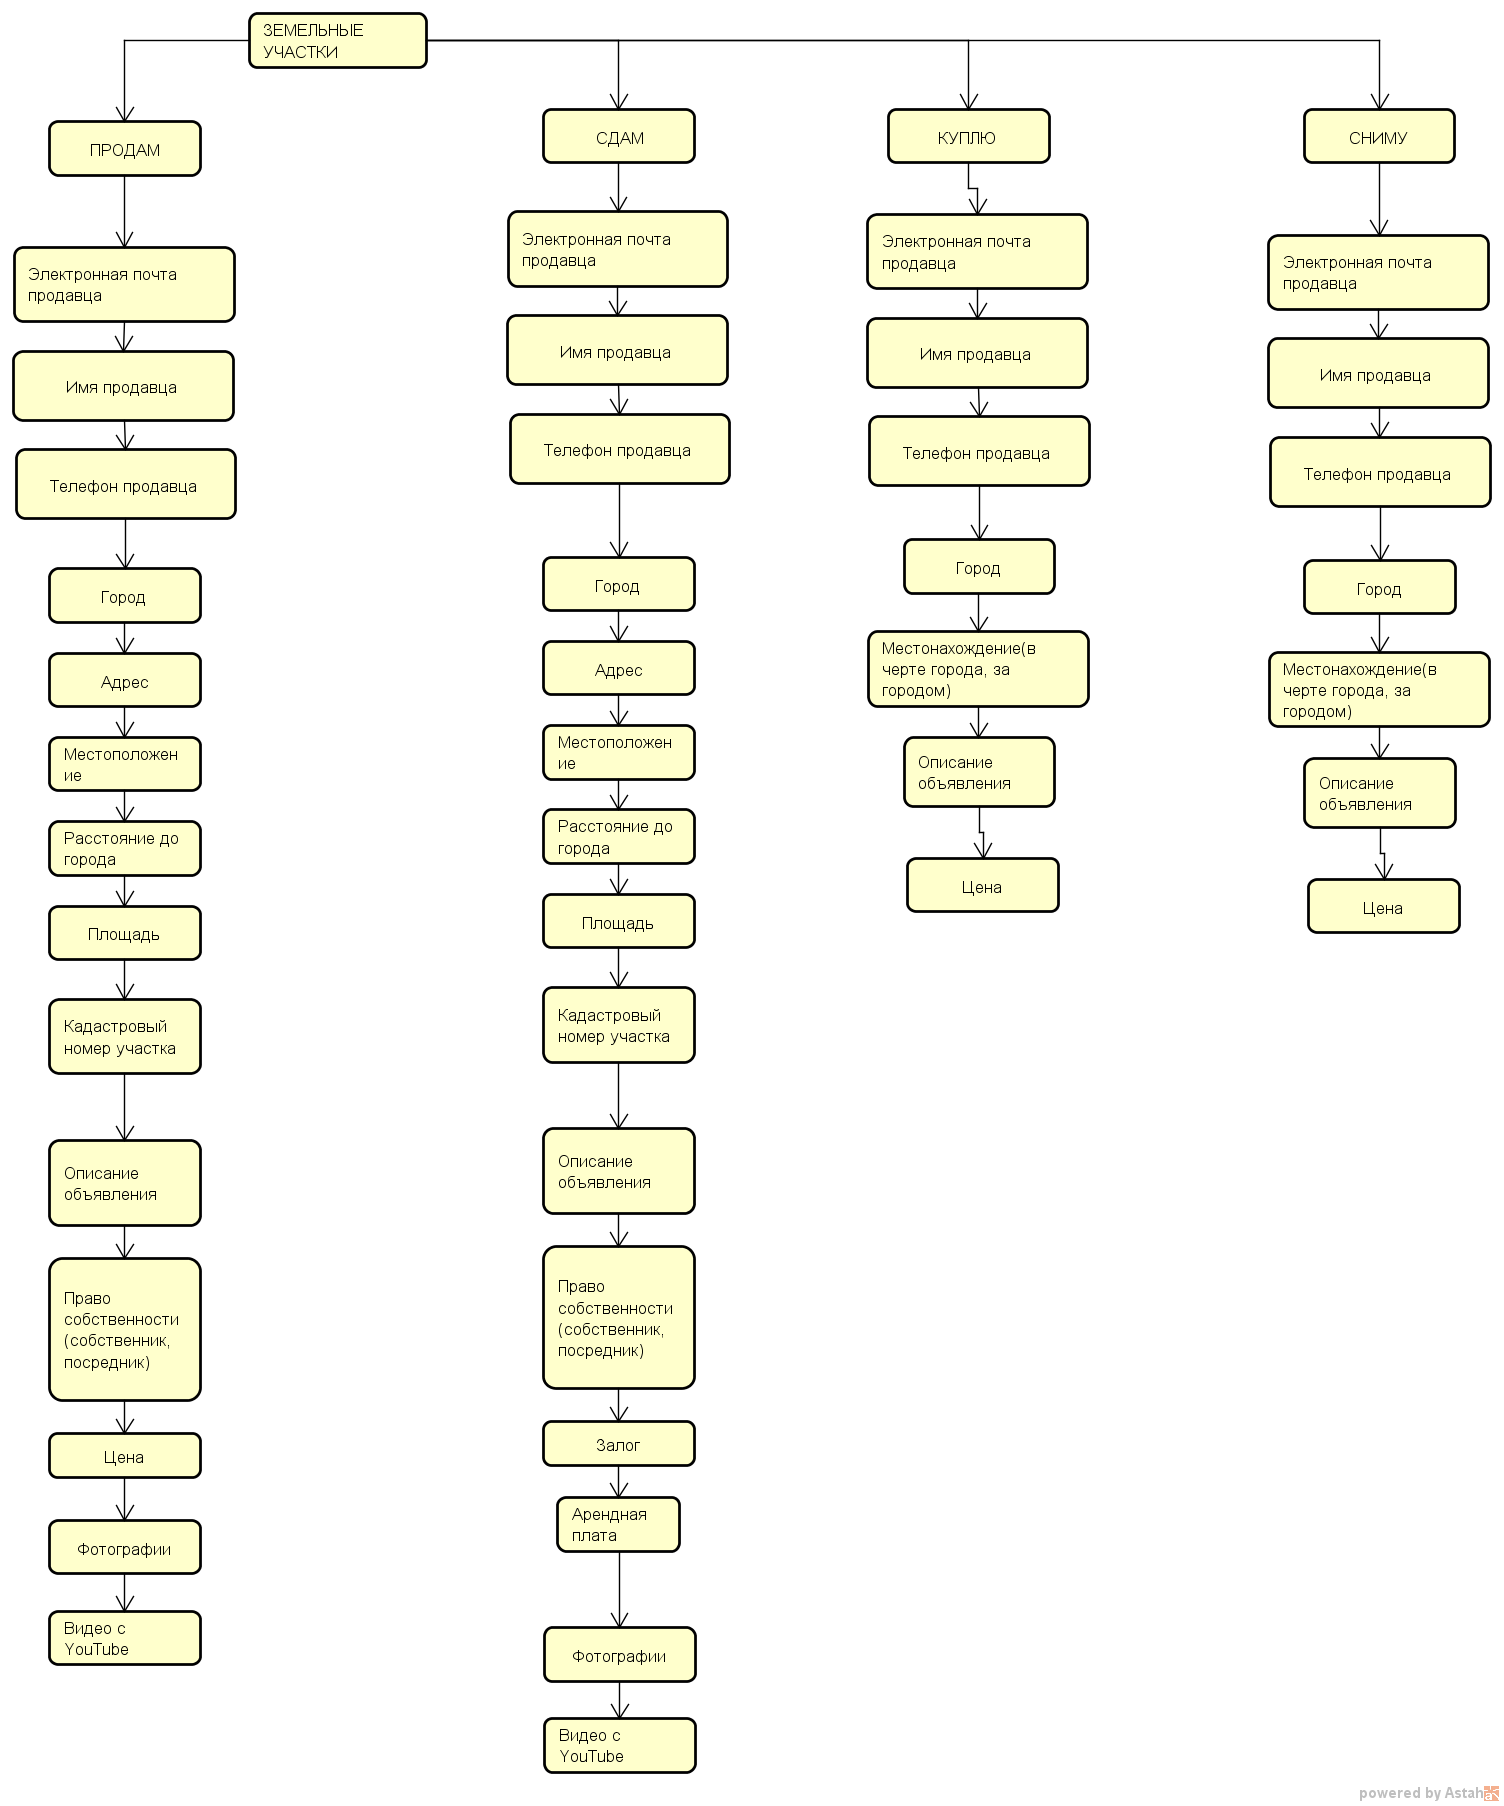 ЗЕМЕЛЬНЫЕ
УЧАСТКИ
ПРОДАМ
Электронная почта
продавца
Имя продавца
Телефон продавца
Город
Адрес
Местоположен
ие
Расстояние до
города
Площадь
Кадастровый
номер участка
Описание
объявления
Право
собственности
(собственник,
посредник)
Цена
Фотографии
Видео с
YouTube
СДАМ
Электронная почта
продавца
Имя продавца
Телефон продавца
Город
Адрес
Местоположен
ие
Расстояние до
города
Площадь
Кадастровый
номер участка
Описание
объявления
Право
собственности
(собственник,
посредник)
Залог
Арендная
плата
Фотографии
Видео с
YouTube
КУПЛЮ
Электронная почта
продавца
Имя продавца
Телефон продавца
Город
Местонахождение(в
черте города, за
городом)
Описание
объявления
Цена
СНИМУ
Электронная почта
продавца
Имя продавца
Телефон продавца
Город
Местонахождение(в
черте города, за
городом)
Описание
объявления
Цена
powered by Astah